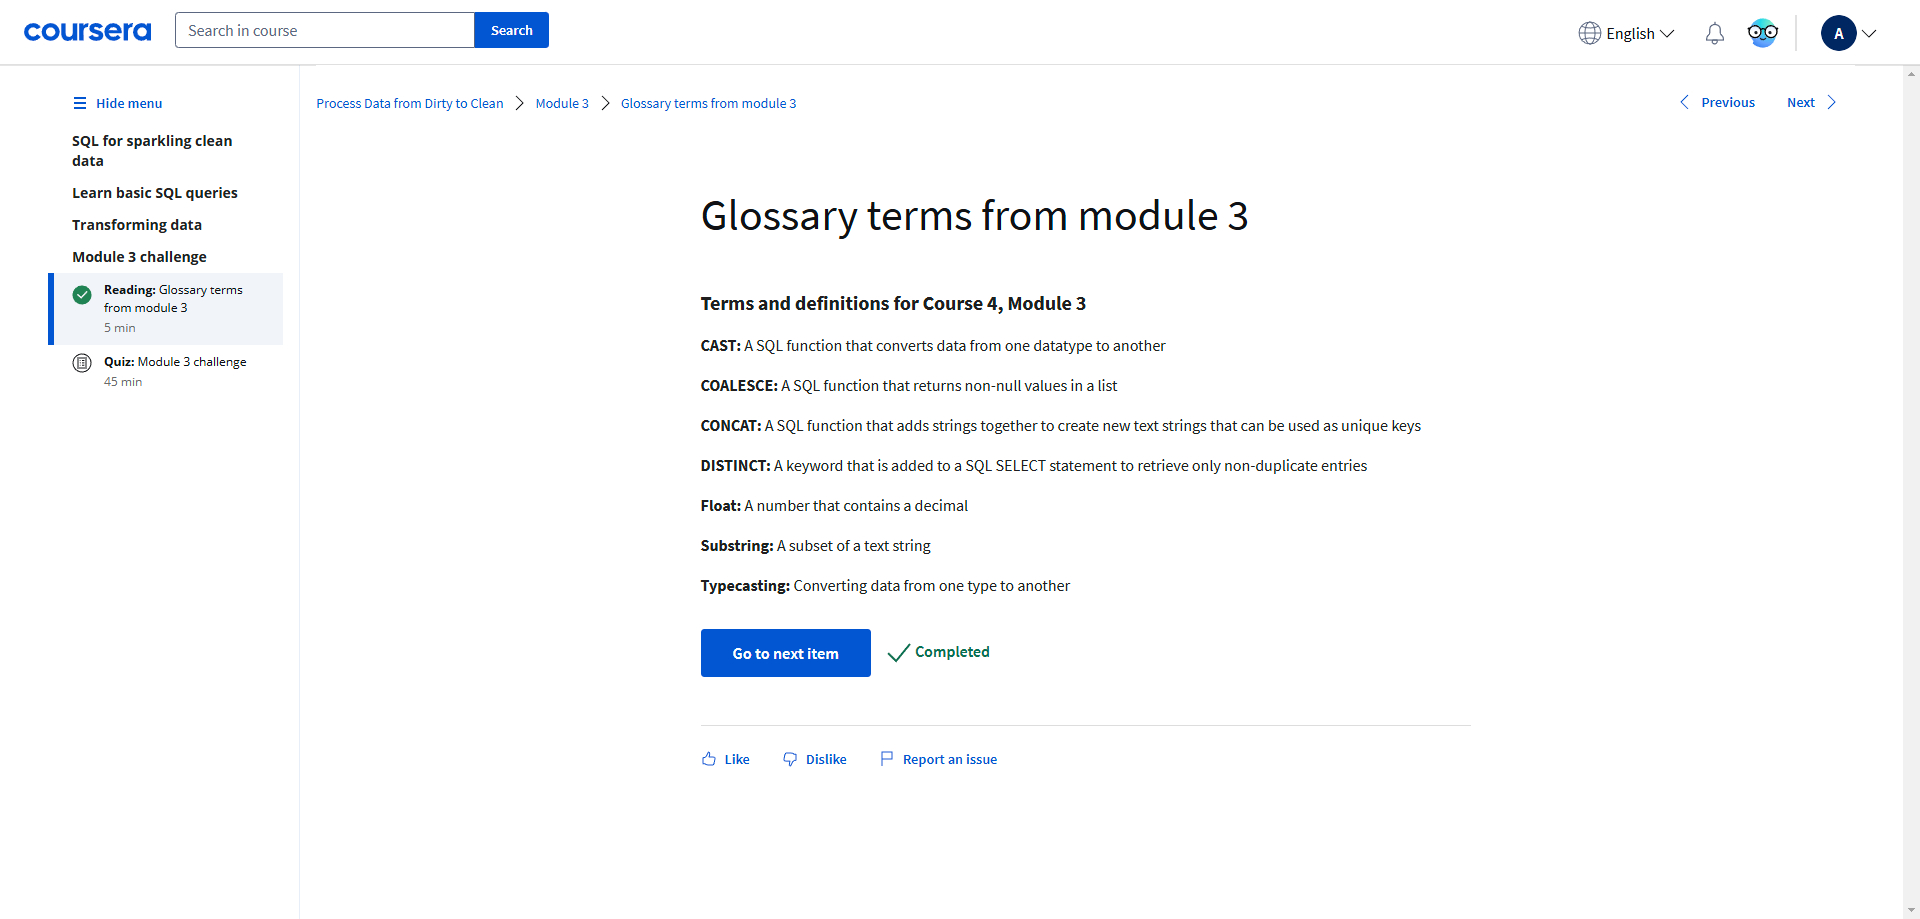 coursera
Search in course
Search
English
A
Hide menu
SQL for sparkling clean
data
Learn basic SQL queries
Transforming data
Module 3 challenge
Reading: Glossary terms
from module 3
5 min
Quiz: Module 3 challenge
45 min
Process Data from Dirty to Clean
Module 3
Glossary terms from module 3
Previous
Next
Glossary terms from module 3
Terms and definitions for Course 4, Module 3
CAST: A SQL function that converts data from one datatype to another
COALESCE: A SQL function that returns non-null values in a list
CONCAT: A SQL function that adds strings together to create new text strings that can be used as unique keys
DISTINCT: A keyword that is added to a SQL SELECT statement to retrieve only non-duplicate entries
Float: A number that contains a decimal
Substring: A subset of a text string
Typecasting: Converting data from one type to another
Go to next item
Completed
Like
Dislike
Report an issue